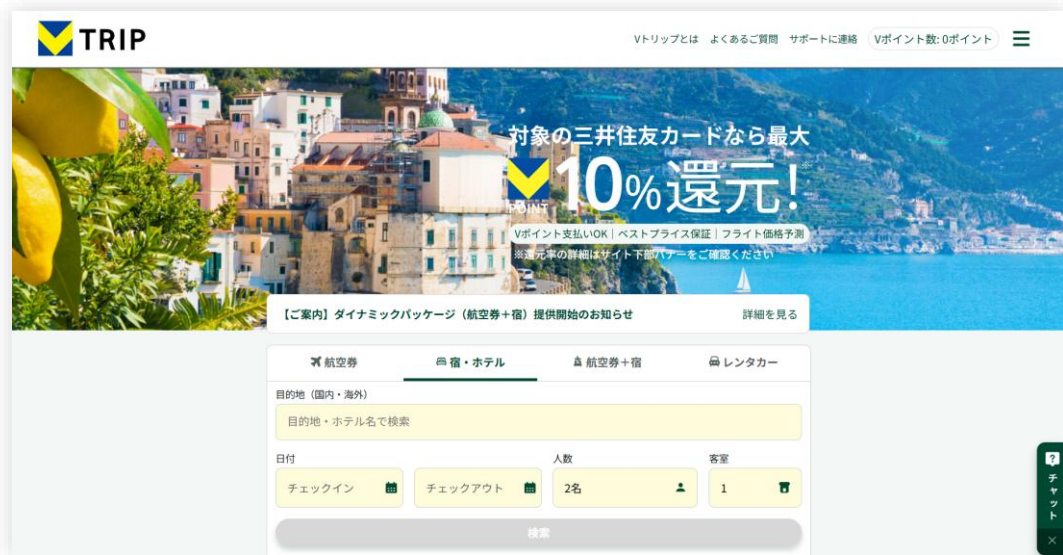 TRIP
Vトリップとは よくあるご質問 サポートに連絡 Vポイント数: 0ポイント
対象の三井住友カードなら最大
POINT 10%還元!※
Vポイント支払いOK | ベストプライス保証 | フライト価格予測
※還元率の詳細はサイト下部バナーをご確認ください
【ご案内】ダイナミックパッケージ（航空券＋宿）提供開始のお知らせ 詳細を見る
航空券 宿・ホテル 航空券＋宿 レンタカー
目的地（国内・海外）
目的地・ホテル名で検索
日付 人数 客室
チェックイン チェックアウト 2名 1
検索
? チャット ×